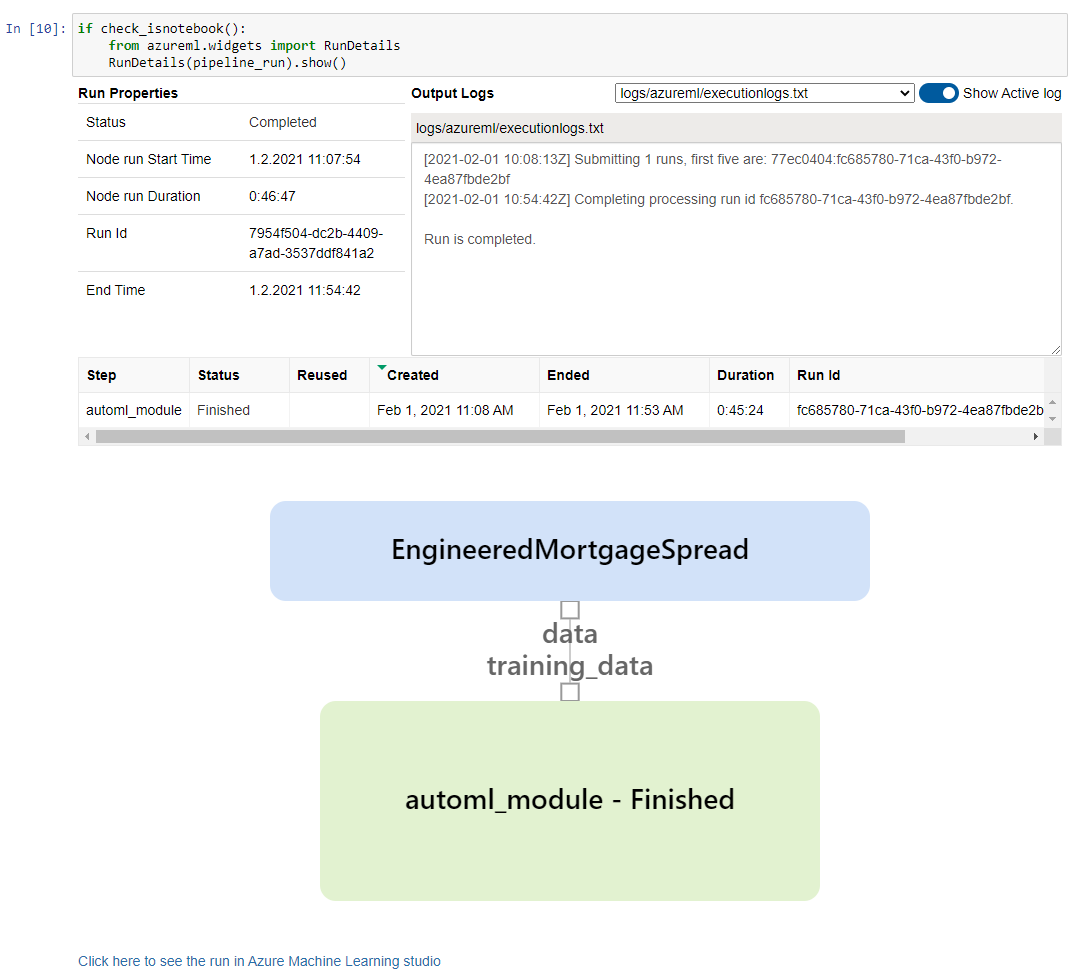 In [10]:
if check_isnotebook():
    from azureml.widgets import RunDetails
    RunDetails(pipeline_run).show()
Run Properties
Status Completed
Node run Start Time 1.2.2021 11:07:54
Node run Duration 0:46:47
Run Id 7954f504-dc2b-4409-
a7ad-3537ddf841a2
End Time 1.2.2021 11:54:42
Output Logs
logs/azureml/executionlogs.txt
Show Active log
logs/azureml/executionlogs.txt
[2021-02-01 10:08:13Z] Submitting 1 runs, first five are: 77ec0404:fc685780-71ca-43f0-b972-
4ea87fbde2bf
[2021-02-01 10:54:42Z] Completing processing run id fc685780-71ca-43f0-b972-4ea87fbde2bf.
Run is completed.
Step Status Reused Created Ended Duration Run Id
automl_module Finished Feb 1, 2021 11:08 AM Feb 1, 2021 11:53 AM 0:45:24 fc685780-71ca-43f0-b972-4ea87fbde2b
EngineeredMortgageSpread
data
training_data
automl_module - Finished
Click here to see the run in Azure Machine Learning studio